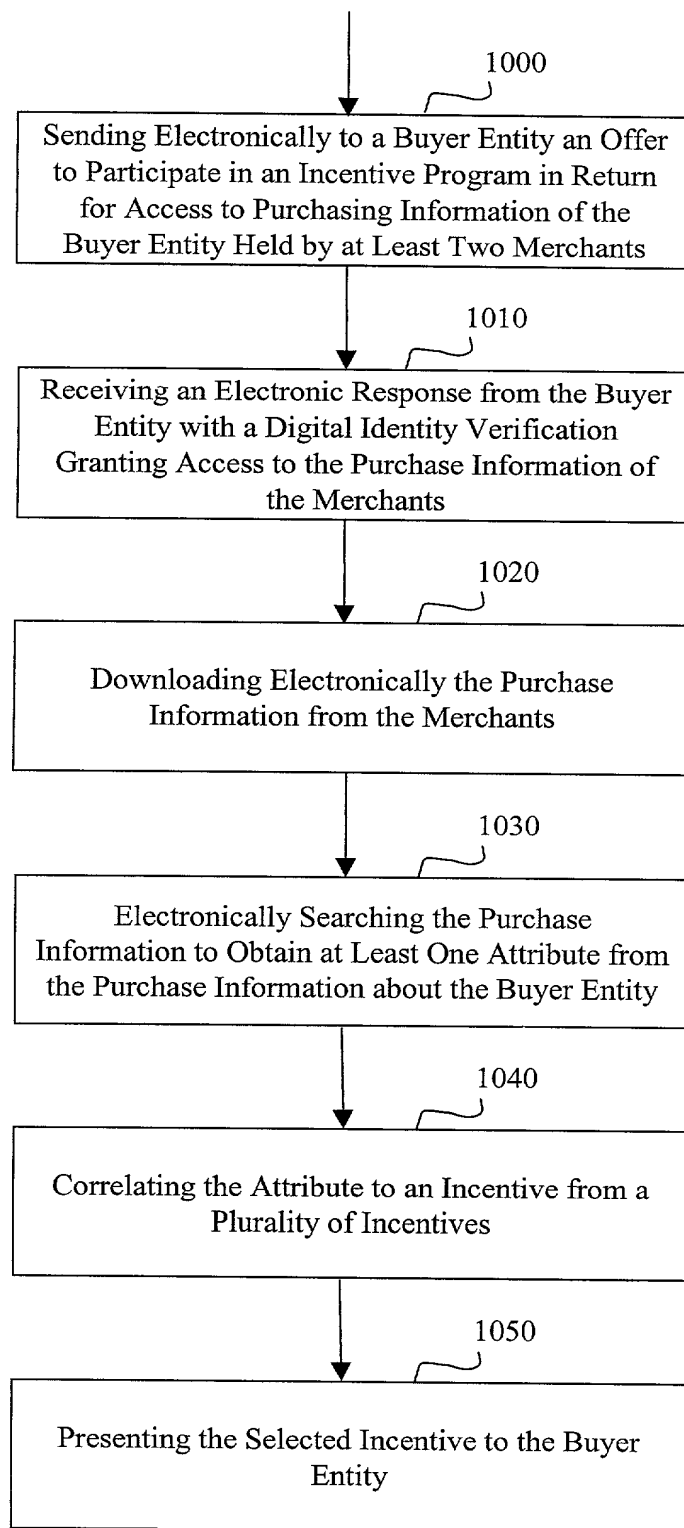 1000
Sending Electronically to a Buyer Entity an Offer
to Participate in an Incentive Program in Return
for Access to Purchasing Information of the
Buyer Entity Held by at Least Two Merchants
1010
Receiving an Electronic Response from the Buyer
Entity with a Digital Identity Verification
Granting Access to the Purchase Information of
the Merchants
1020
Downloading Electronically the Purchase
Information from the Merchants
1030
Electronically Searching the Purchase
Information to Obtain at Least One Attribute from
the Purchase Information about the Buyer Entity
1040
Correlating the Attribute to an Incentive from a
Plurality of Incentives
1050
Presenting the Selected Incentive to the Buyer
Entity